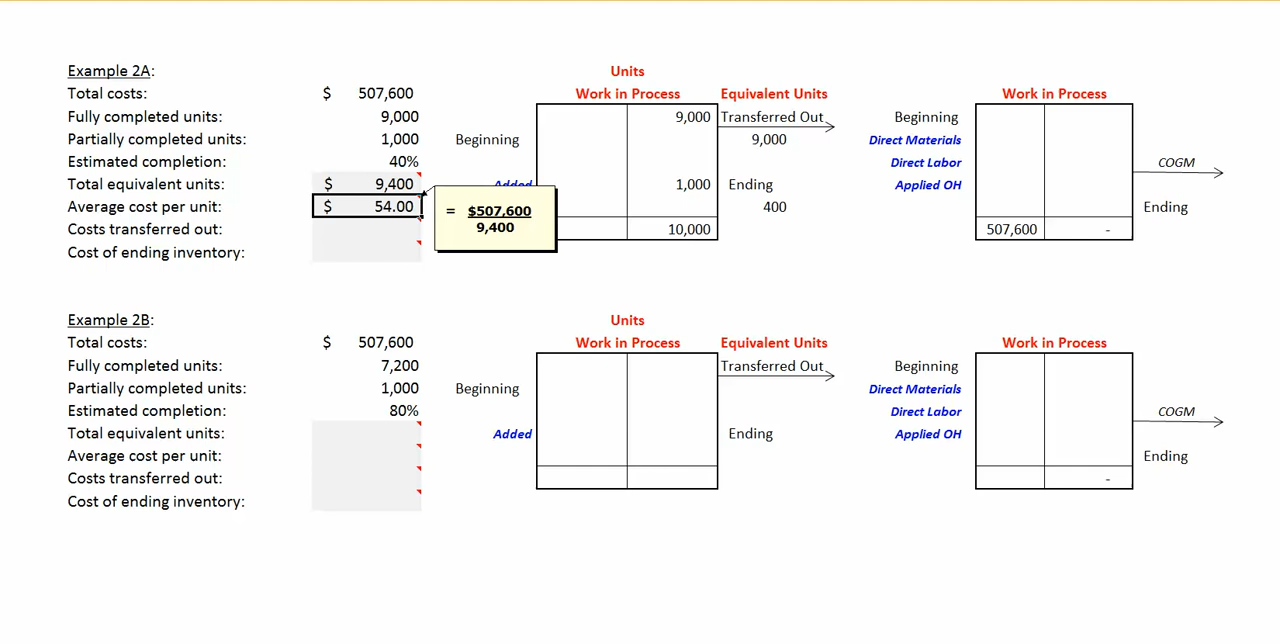 Example 2A: Units
Total costs: $ 507,600 Work in Process Equivalent Units Work in Process
Fully completed units: 9,000 9,000 Transferred Out Beginning
Partially completed units: 1,000 Beginning 9,000 Direct Materials
Estimated completion: 40% Direct Labor COGM
Total equivalent units: $ 9,400 Added 1,000 Ending Applied OH
Average cost per unit: $ 54.00 = $507,600 400 Ending
9,400
Costs transferred out: 10,000 507,600 -
Cost of ending inventory:
Example 2B: Units
Total costs: $ 507,600 Work in Process Equivalent Units Work in Process
Fully completed units: 7,200 Transferred Out Beginning
Partially completed units: 1,000 Beginning Direct Materials
Estimated completion: 80% Direct Labor COGM
Total equivalent units: Added Ending Applied OH
Average cost per unit: Ending
Costs transferred out: -
Cost of ending inventory: